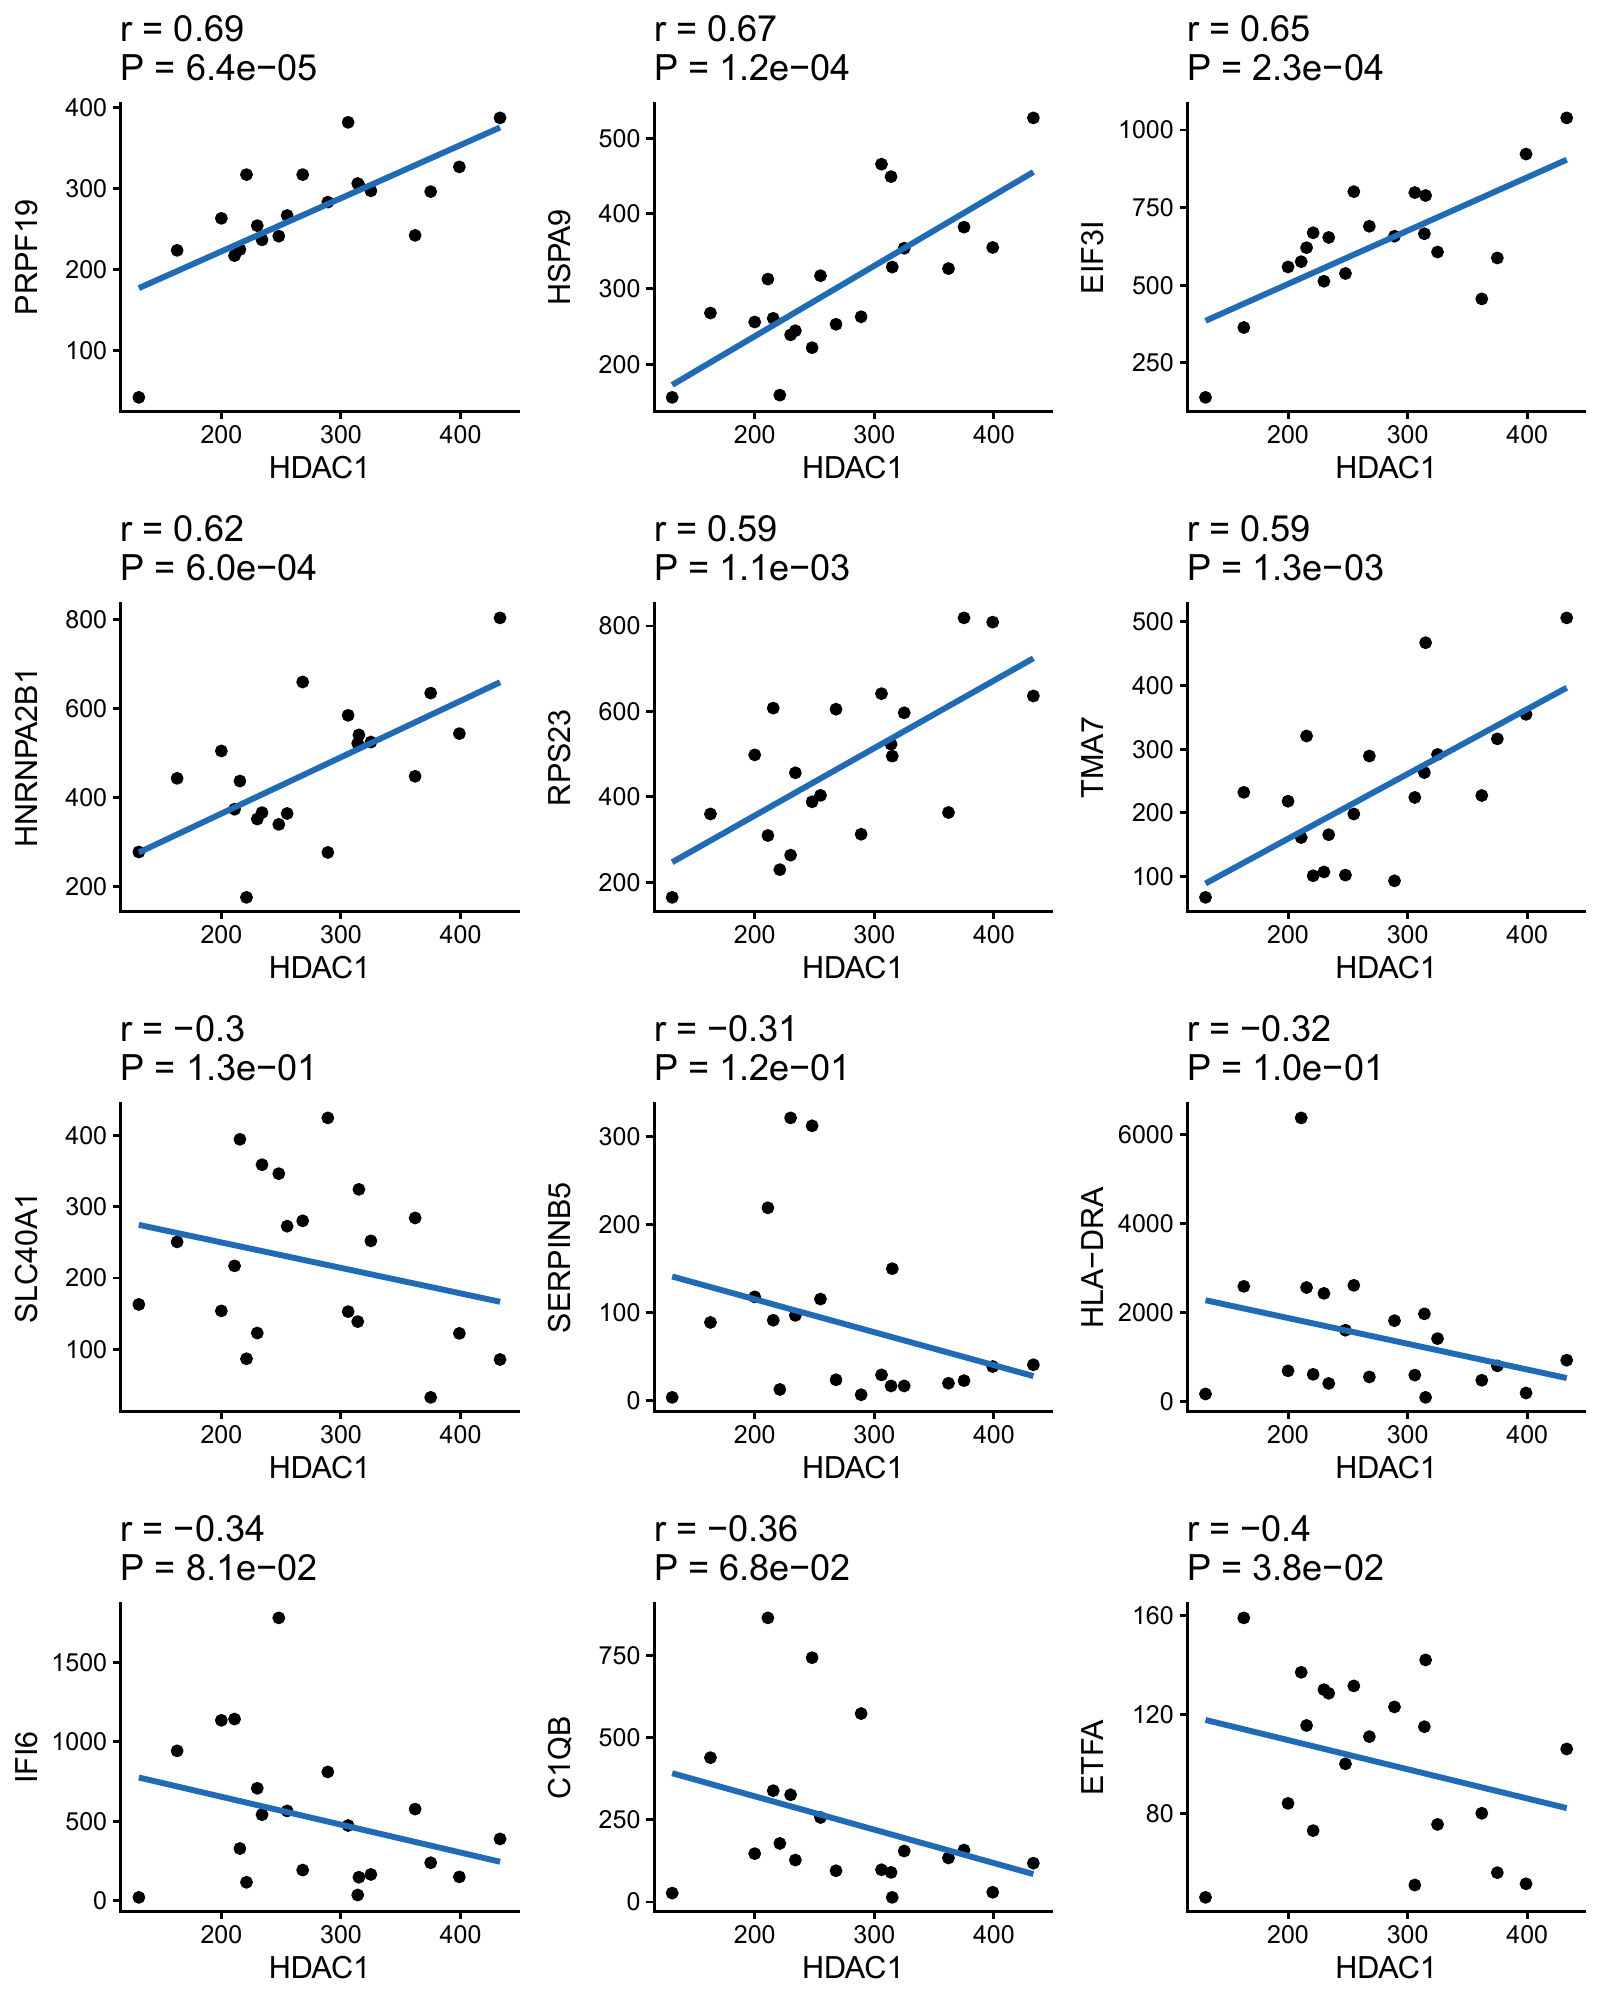 r = 0.69
P = 6.4e−05
400
300
200
100
PRPF19
200 300 400
HDAC1
r = 0.67
P = 1.2e−04
500
400
300
200
HSPA9
200 300 400
HDAC1
r = 0.65
P = 2.3e−04
1000
750
500
250
EIF3I
200 300 400
HDAC1
r = 0.62
P = 6.0e−04
800
600
400
200
HNRNPA2B1
200 300 400
HDAC1
r = 0.59
P = 1.1e−03
800
600
400
200
RPS23
200 300 400
HDAC1
r = 0.59
P = 1.3e−03
500
400
300
200
100
TMA7
200 300 400
HDAC1
r = −0.3
P = 1.3e−01
400
300
200
100
SLC40A1
200 300 400
HDAC1
r = −0.31
P = 1.2e−01
300
200
100
0
SERPINB5
200 300 400
HDAC1
r = −0.32
P = 1.0e−01
6000
4000
2000
0
HLA−DRA
200 300 400
HDAC1
r = −0.34
P = 8.1e−02
1500
1000
500
0
IFI6
200 300 400
HDAC1
r = −0.36
P = 6.8e−02
750
500
250
0
C1QB
200 300 400
HDAC1
r = −0.4
P = 3.8e−02
160
120
80
ETFA
200 300 400
HDAC1